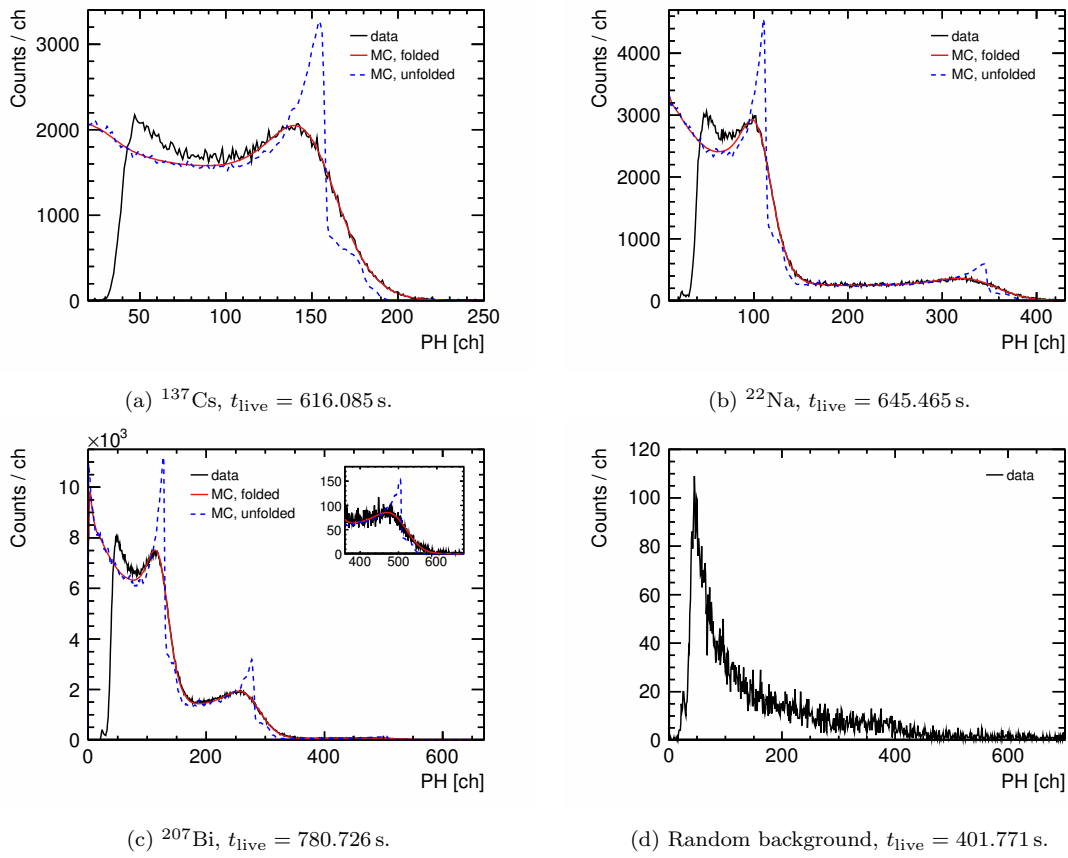 Counts / ch
3000
2000
1000
0
data
MC, folded
MC, unfolded
50 100 150 200 250
PH [ch]
(a) ¹³⁷Cs, t_live = 616.085 s.
Counts / ch
4000
3000
2000
1000
0
data
MC, folded
MC, unfolded
100 200 300 400
PH [ch]
(b) ²²Na, t_live = 645.465 s.
×10³
Counts / ch
10
8
6
4
2
0
data
MC, folded
MC, unfolded
150
100
50
0
400 500 600
0 200 400 600
PH [ch]
(c) ²⁰⁷Bi, t_live = 780.726 s.
Counts / ch
120
100
80
60
40
20
0
data
0 200 400 600
PH [ch]
(d) Random background, t_live = 401.771 s.